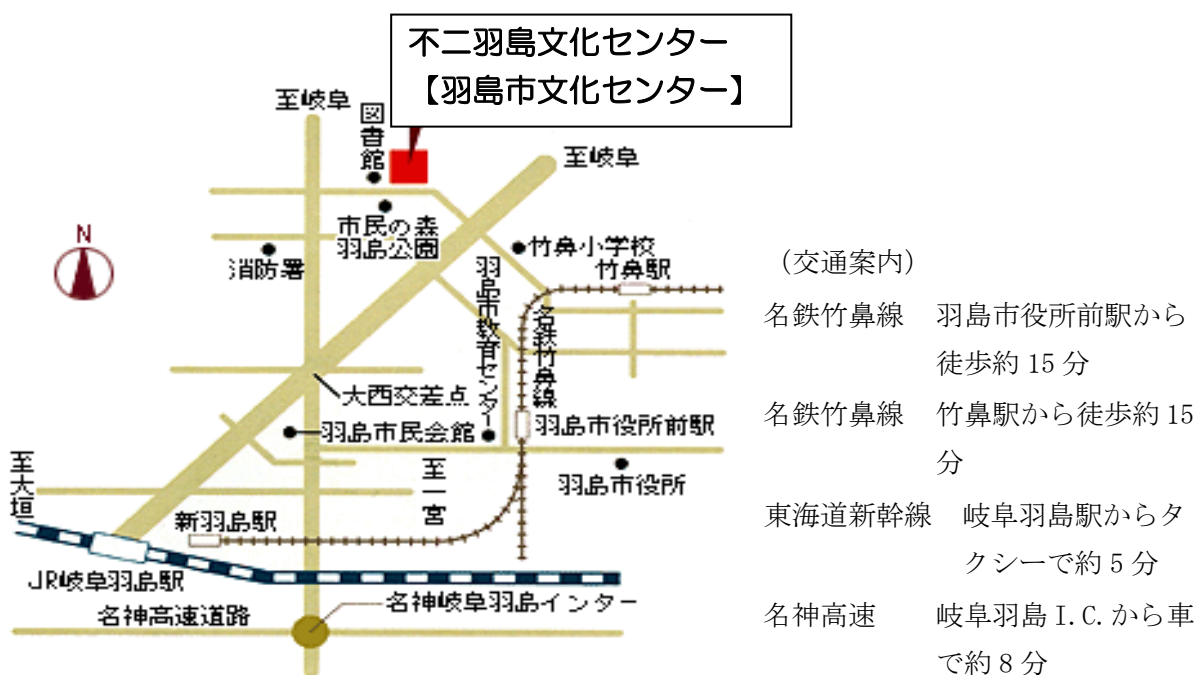 不二羽島文化センター
【羽島市文化センター】
至岐阜
図書館
至岐阜
市民の森
羽島公園
N
消防署
竹鼻小学校
竹鼻駅
羽島市教育センター
名鉄竹鼻線
大西交差点
羽島市民会館
羽島市役所前駅
至大垣
至一宮
羽島市役所
新羽島駅
JR岐阜羽島駅
名神岐阜羽島インター
名神高速道路
（交通案内）
名鉄竹鼻線　羽島市役所前駅から
徒歩約 15 分
名鉄竹鼻線　竹鼻駅から徒歩約 15
分
東海道新幹線　岐阜羽島駅からタ
クシーで約 5 分
名神高速　岐阜羽島 I.C. から車
で約 8 分